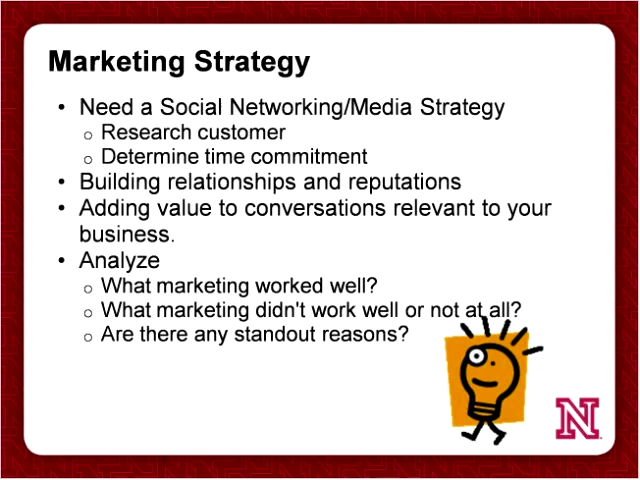 Marketing Strategy
• Need a Social Networking/Media Strategy
o Research customer
o Determine time commitment
• Building relationships and reputations
• Adding value to conversations relevant to your
business.
• Analyze
o What marketing worked well?
o What marketing didn't work well or not at all?
o Are there any standout reasons?
N